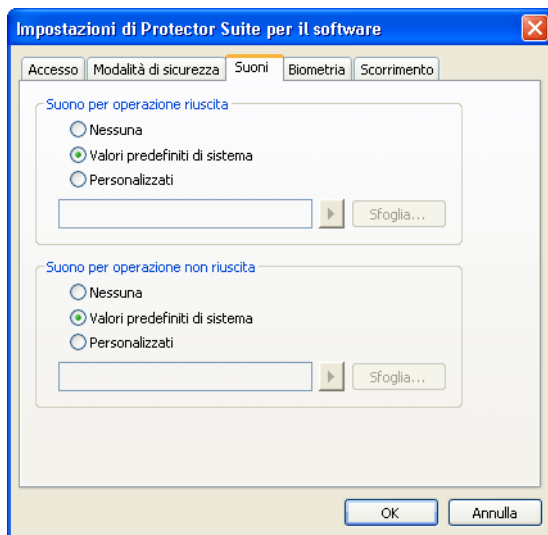 Impostazioni di Protector Suite per il software
Accesso Modalità di sicurezza Suoni Biometria Scorrimento
Suono per operazione riuscita
Nessuna
Valori predefiniti di sistema
Personalizzati
Sfoglia...
Suono per operazione non riuscita
Nessuna
Valori predefiniti di sistema
Personalizzati
Sfoglia...
OK Annulla